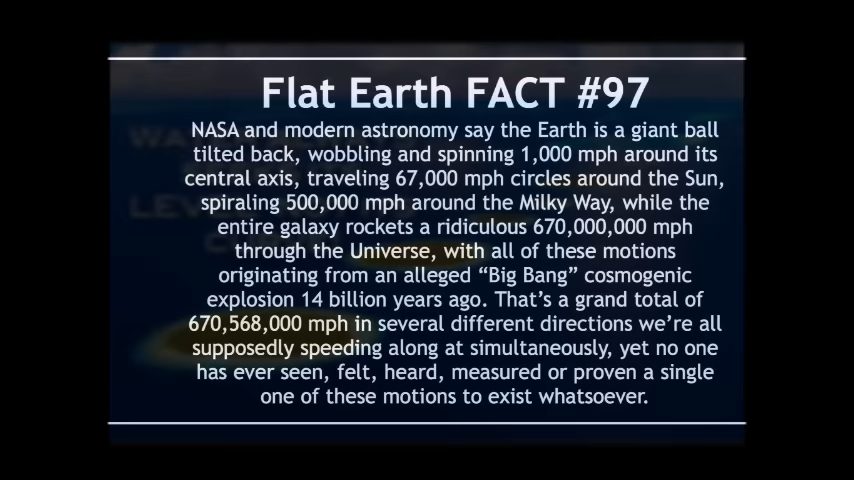 Flat Earth FACT #97
NASA and modern astronomy say the Earth is a giant ball
tilted back, wobbling and spinning 1,000 mph around its
central axis, traveling 67,000 mph circles around the Sun,
spiraling 500,000 mph around the Milky Way, while the
entire galaxy rockets a ridiculous 670,000,000 mph
through the Universe, with all of these motions
originating from an alleged “Big Bang” cosmogenic
explosion 14 billion years ago. That’s a grand total of
670,568,000 mph in several different directions we’re all
supposedly speeding along at simultaneously, yet no one
has ever seen, felt, heard, measured or proven a single
one of these motions to exist whatsoever.